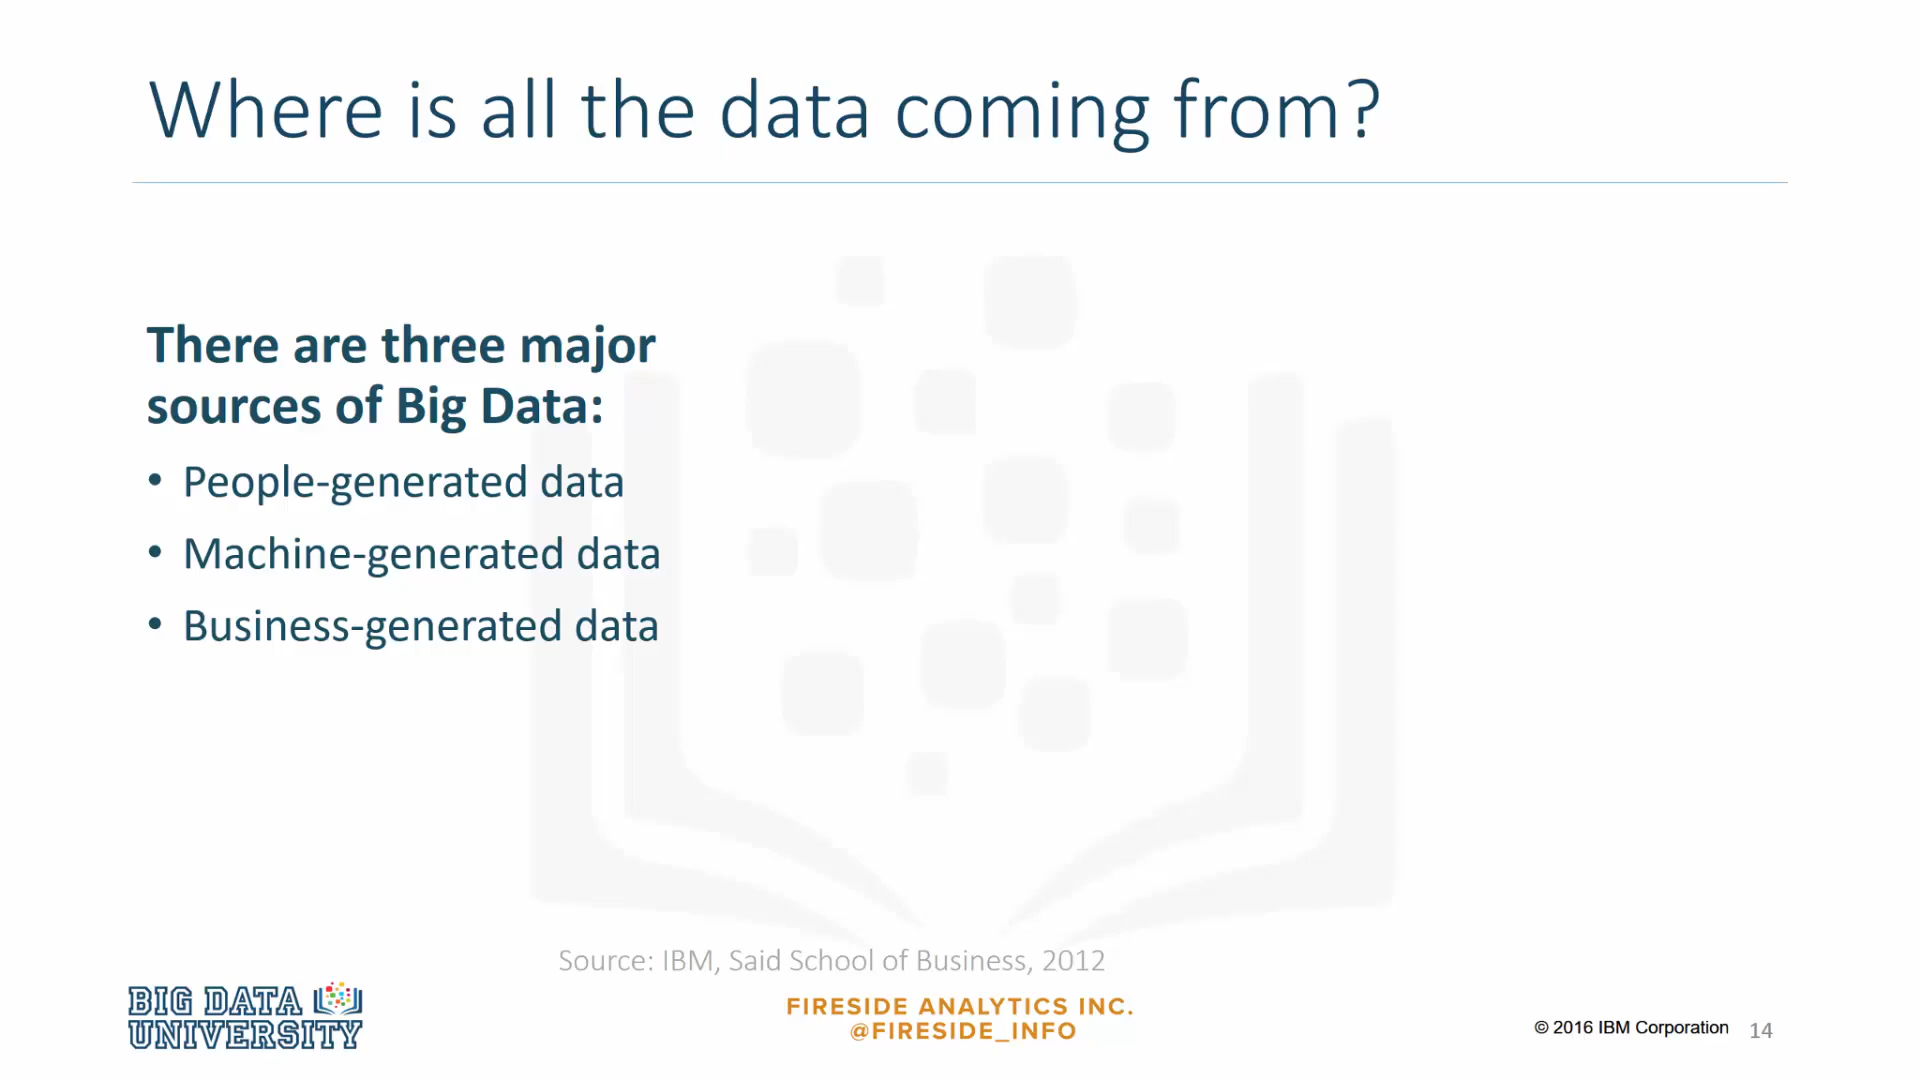 Where is all the data coming from?
There are three major
sources of Big Data:
• People-generated data
• Machine-generated data
• Business-generated data
Source: IBM, Said School of Business, 2012
BIG DATA
UNIVERSITY
FIRESIDE ANALYTICS INC.
@FIRESIDE_INFO
© 2016 IBM Corporation 14